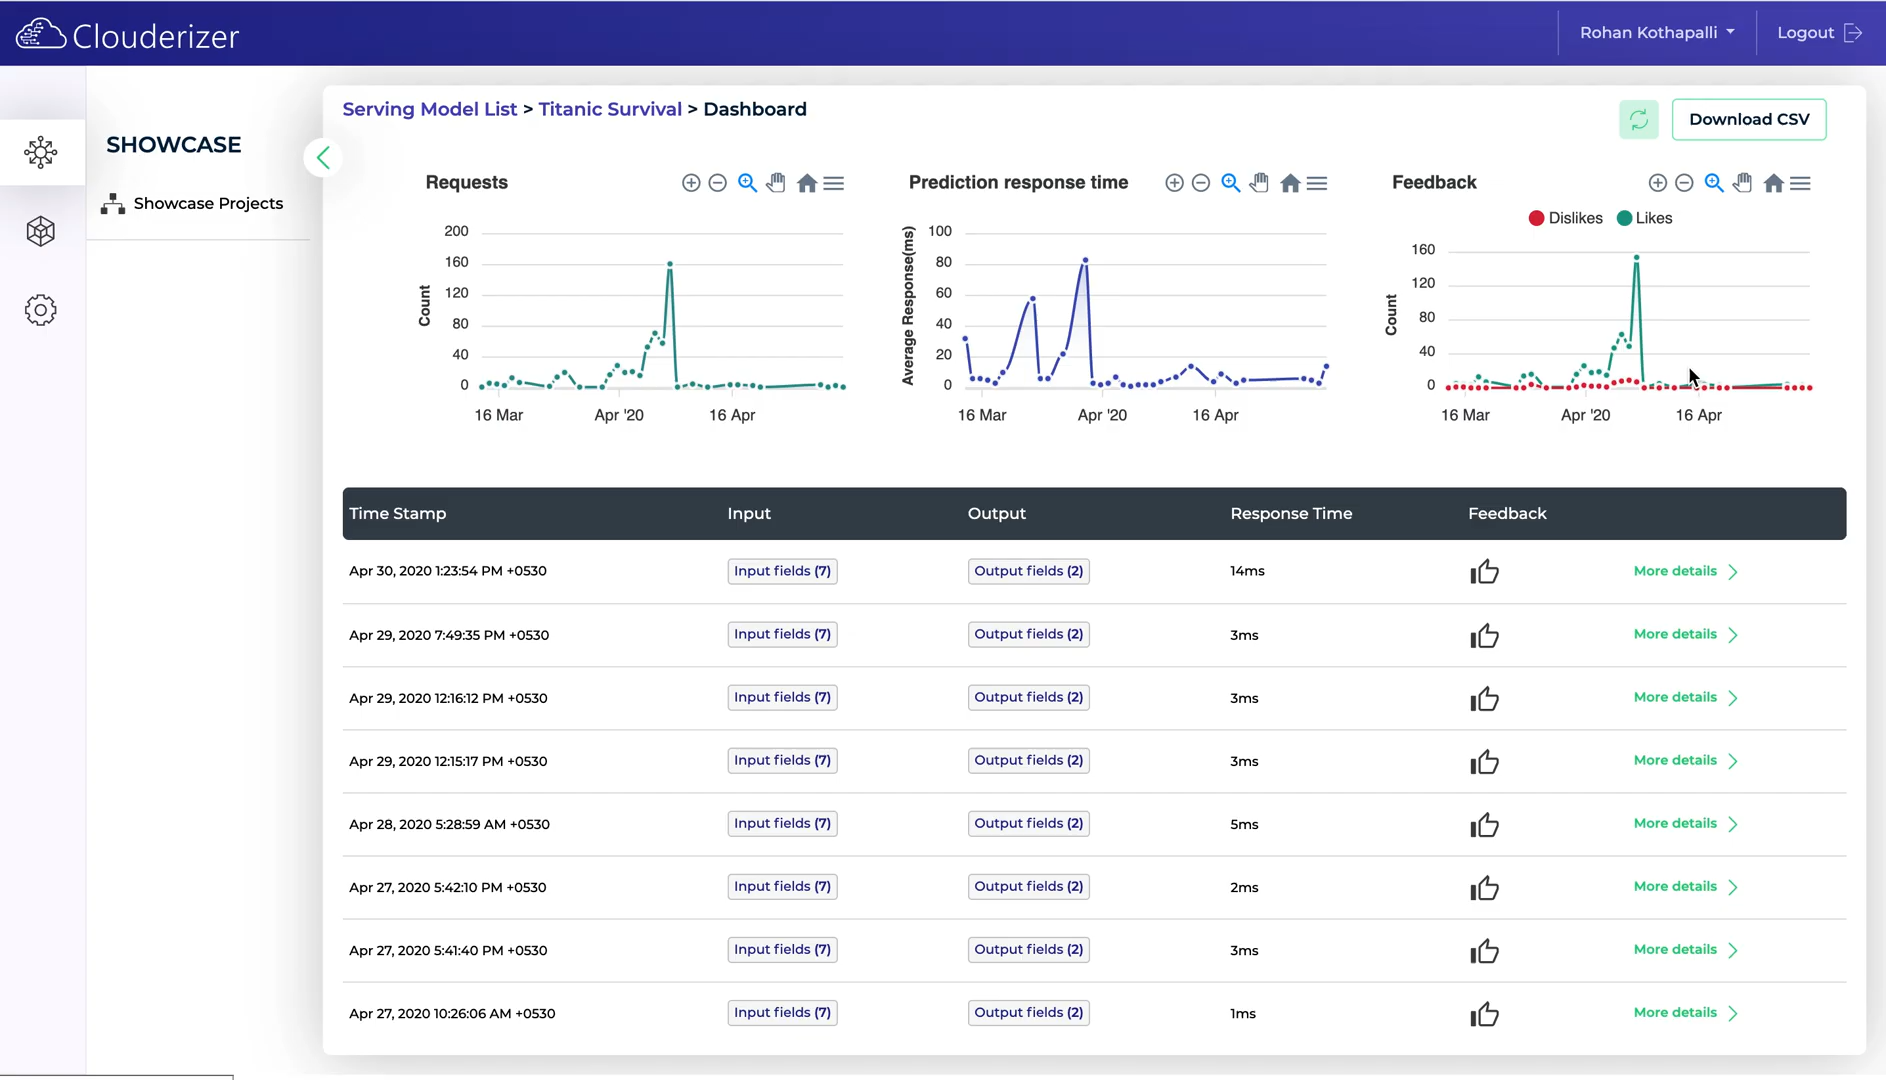 Clouderizer
Rohan Kothapalli
Logout
Serving Model List > Titanic Survival > Dashboard
Download CSV
SHOWCASE
Showcase Projects
Requests
Count
200
160
120
80
40
0
16 Mar
Apr '20
16 Apr
Prediction response time
Average Response(ms)
100
80
60
40
20
0
16 Mar
Apr '20
16 Apr
Feedback
Dislikes
Likes
Count
160
120
80
40
0
16 Mar
Apr '20
16 Apr
Time Stamp Input Output Response Time Feedback
Apr 30, 2020 1:23:54 PM +0530 Input fields (7) Output fields (2) 14ms More details
Apr 29, 2020 7:49:35 PM +0530 Input fields (7) Output fields (2) 3ms More details
Apr 29, 2020 12:16:12 PM +0530 Input fields (7) Output fields (2) 3ms More details
Apr 29, 2020 12:15:17 PM +0530 Input fields (7) Output fields (2) 3ms More details
Apr 28, 2020 5:28:59 AM +0530 Input fields (7) Output fields (2) 5ms More details
Apr 27, 2020 5:42:10 PM +0530 Input fields (7) Output fields (2) 2ms More details
Apr 27, 2020 5:41:40 PM +0530 Input fields (7) Output fields (2) 3ms More details
Apr 27, 2020 10:26:06 AM +0530 Input fields (7) Output fields (2) 1ms More details